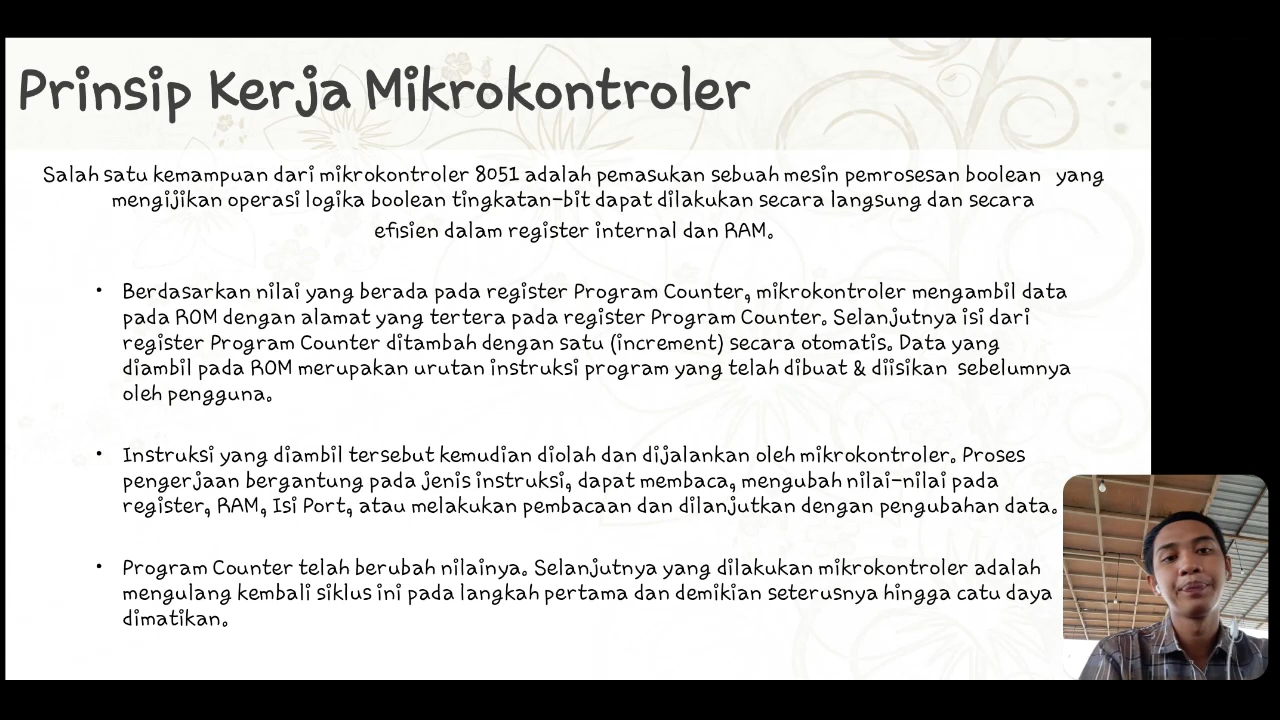 Prinsip Kerja Mikrokontroler
Salah satu kemampuan dari mikrokontroler 8051 adalah pemasukan sebuah mesin pemrosesan boolean yang
mengijikan operasi logika boolean tingkatan-bit dapat dilakukan secara langsung dan secara
efisien dalam register internal dan RAM.
• Berdasarkan nilai yang berada pada register Program Counter, mikrokontroler mengambil data
pada ROM dengan alamat yang tertera pada register Program Counter. Selanjutnya isi dari
register Program Counter ditambah dengan satu (increment) secara otomatis. Data yang
diambil pada ROM merupakan urutan instruksi program yang telah dibuat & diisikan sebelumnya
oleh pengguna.
• Instruksi yang diambil tersebut kemudian diolah dan dijalankan oleh mikrokontroler. Proses
pengerjaan bergantung pada jenis instruksi, dapat membaca, mengubah nilai-nilai pada
register, RAM, Isi Port, atau melakukan pembacaan dan dilanjutkan dengan pengubahan data.
• Program Counter telah berubah nilainya. Selanjutnya yang dilakukan mikrokontroler adalah
mengulang kembali siklus ini pada langkah pertama dan demikian seterusnya hingga catu daya
dimatikan.